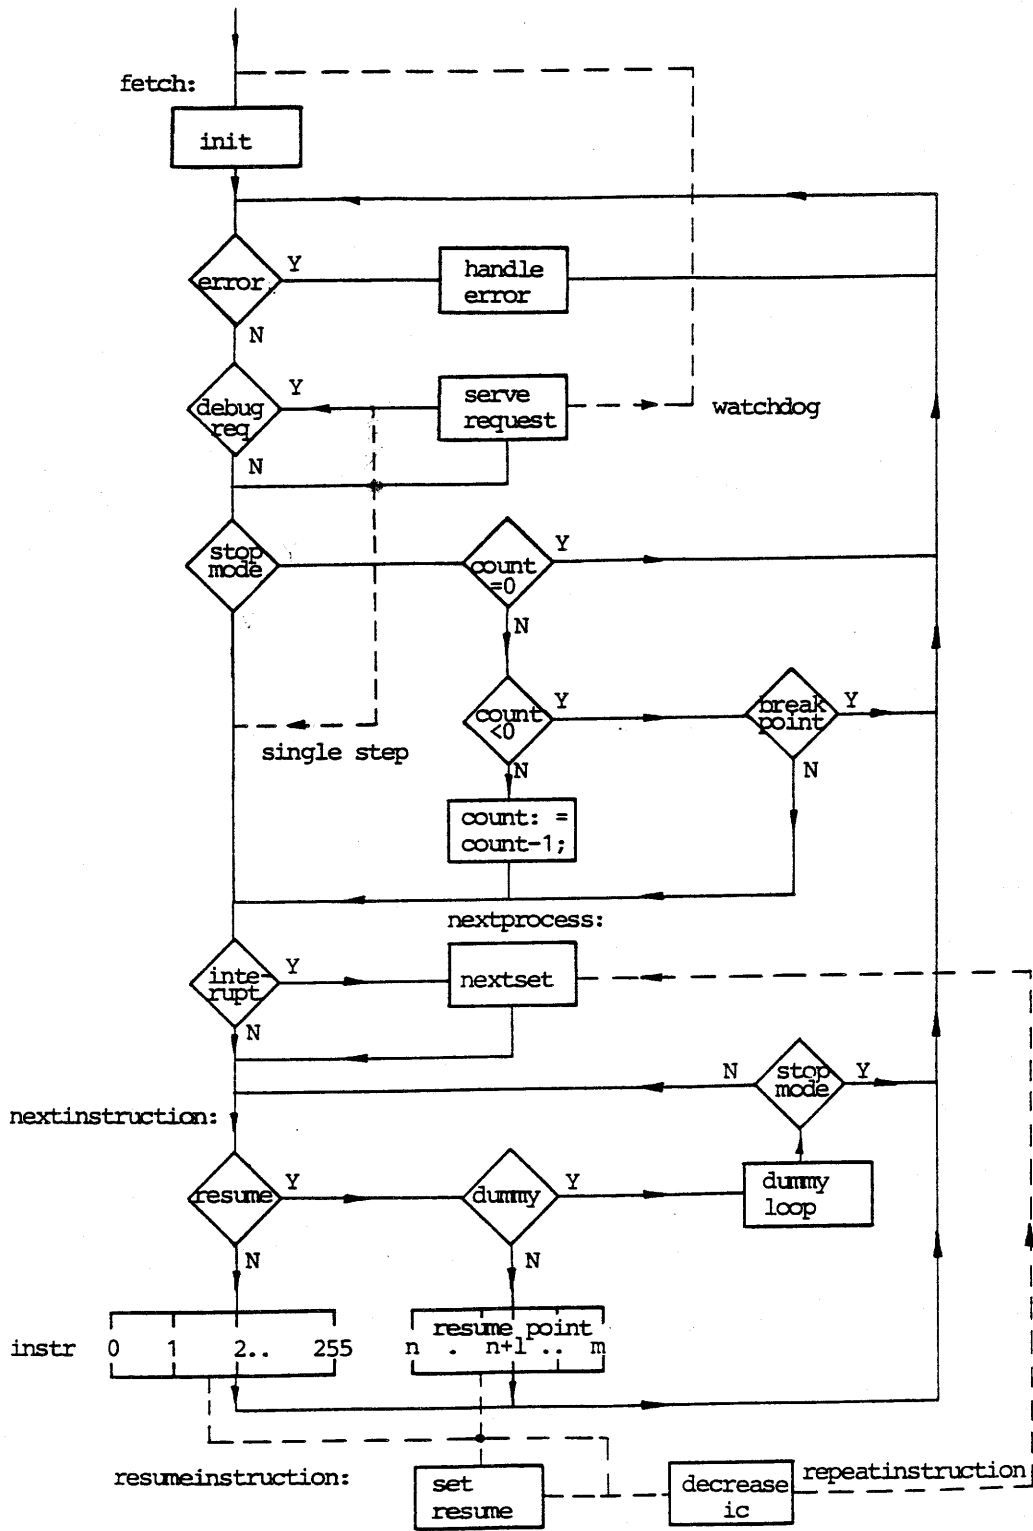 fetch:
init
error
Y
handle
error
N
debug
req
Y
serve
request
watchdog
N
stop
mode
count
=0
Y
N
count
<0
Y
break
point
Y
single step
N
N
count: =
count-1;
nextprocess:
inte-
rupt
Y
nextset
N
N
stop
mode
Y
nextinstruction:
resume
Y
dummy
Y
dummy
loop
N
N
instr
0 1 2.. 255
resume point
n . n+1 .. m
resumeinstruction:
set
resume
decrease
ic
repeatinstruction